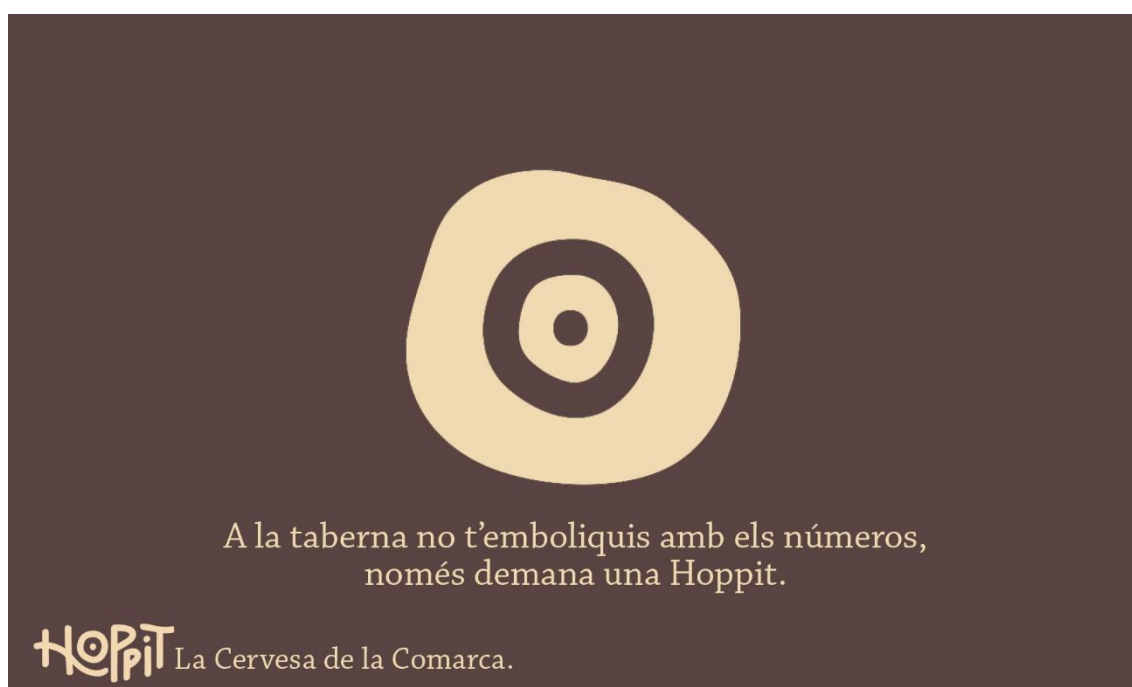 A la taberna no t’emboliquis amb els números,
només demana una Hoppit.
HOPPiT La Cervesa de la Comarca.